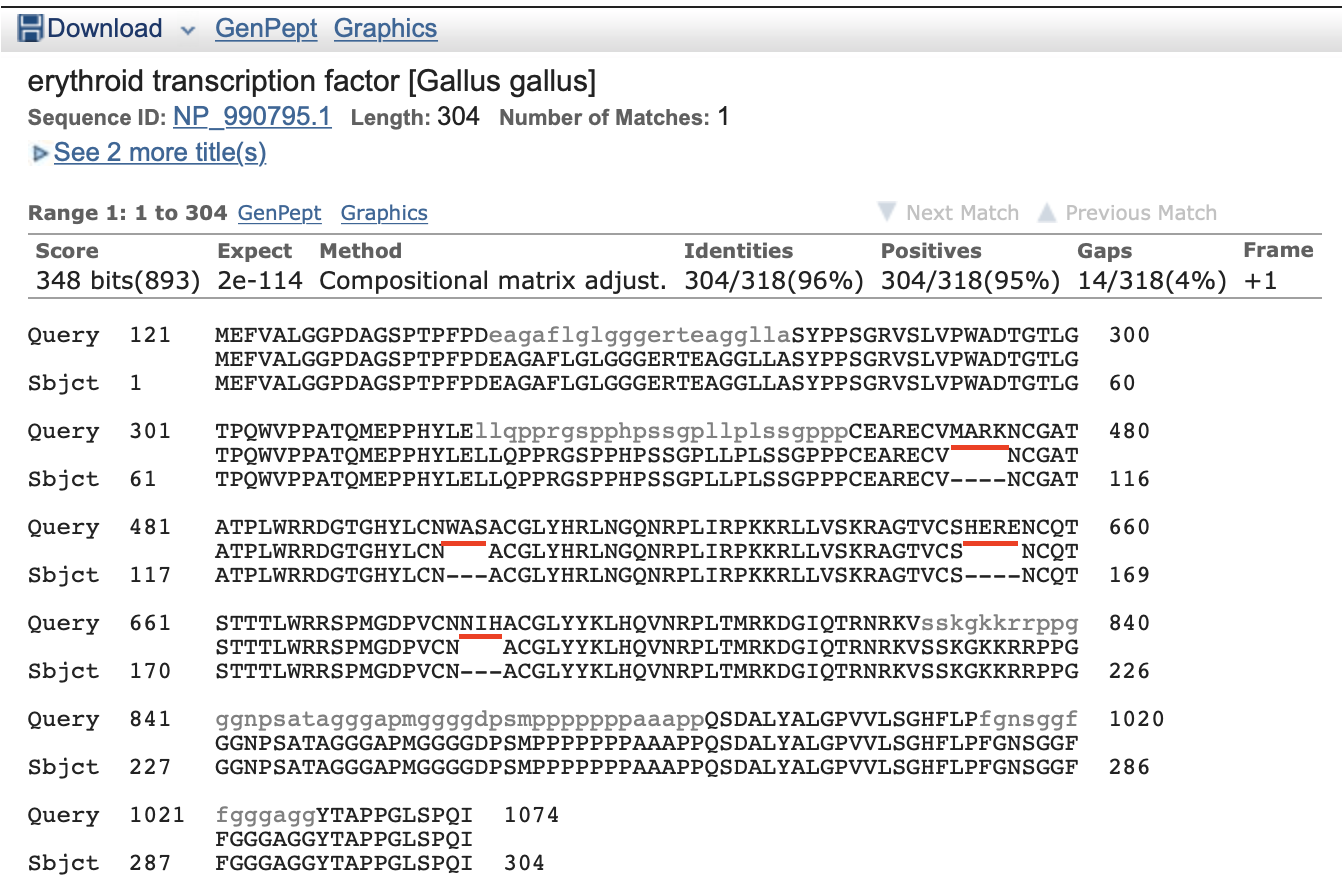 Download GenPept Graphics
erythroid transcription factor [Gallus gallus]
Sequence ID: NP_990795.1 Length: 304 Number of Matches: 1
See 2 more title(s)
Range 1: 1 to 304 GenPept Graphics Next Match Previous Match
Score Expect Method Identities Positives Gaps Frame
348 bits(893) 2e-114 Compositional matrix adjust. 304/318(96%) 304/318(95%) 14/318(4%) +1
Query 121 MEFVALGGPDAGSPTPFPDeagaflglgggerteaggllaSYPPSGRVSLVPWADTGTLG 300
MEFVALGGPDAGSPTPFPDEAGAFLGLGGGERTEAGGLLASYPPSGRVSLVPWADTGTLG
Sbjct 1 MEFVALGGPDAGSPTPFPDEAGAFLGLGGGERTEAGGLLASYPPSGRVSLVPWADTGTLG 60
Query 301 TPQWVPPATQMEPPHYLEllqpprgspphpssgpllplssgpppCEARECVMARKNCGAT 480
TPQWVPPATQMEPPHYLELLQPPRGSPPHPSSGPLLPLSSGPPPCEARECV NCGAT
Sbjct 61 TPQWVPPATQMEPPHYLELLQPPRGSPPHPSSGPLLPLSSGPPPCEARECV----NCGAT 116
Query 481 ATPLWRRDGTGHYLCNWASACGLYHRLNGQNRPLIRPKKRLLVSKRAGTVCSHERENCQT 660
ATPLWRRDGTGHYLCN ACGLYHRLNGQNRPLIRPKKRLLVSKRAGTVCS NCQT
Sbjct 117 ATPLWRRDGTGHYLCN---ACGLYHRLNGQNRPLIRPKKRLLVSKRAGTVCS----NCQT 169
Query 661 STTTLWRRSPMGDPVCNNIHACGLYYKLHQVNRPLTMRKDGIQTRNRKVsskgkkrrppg 840
STTTLWRRSPMGDPVCN ACGLYYKLHQVNRPLTMRKDGIQTRNRKVSSKGKKRRPPG
Sbjct 170 STTTLWRRSPMGDPVCN---ACGLYYKLHQVNRPLTMRKDGIQTRNRKVSSKGKKRRPPG 226
Query 841 ggnpsatagggapmggggdpsmppppppppaaappQSDALYALGPVVLSGHFLPfgnsggf 1020
GGNPSATAGGGAPMGGGGDPSMPPPPPPPAAAPPQSDALYALGPVVLSGHFLPFGNSGGF
Sbjct 227 GGNPSATAGGGAPMGGGGDPSMPPPPPPPAAAPPQSDALYALGPVVLSGHFLPFGNSGGF 286
Query 1021 fgggaggYTAPPGLSPQI 1074
FGGGAGGYTAPPGLSPQI
Sbjct 287 FGGGAGGYTAPPGLSPQI 304